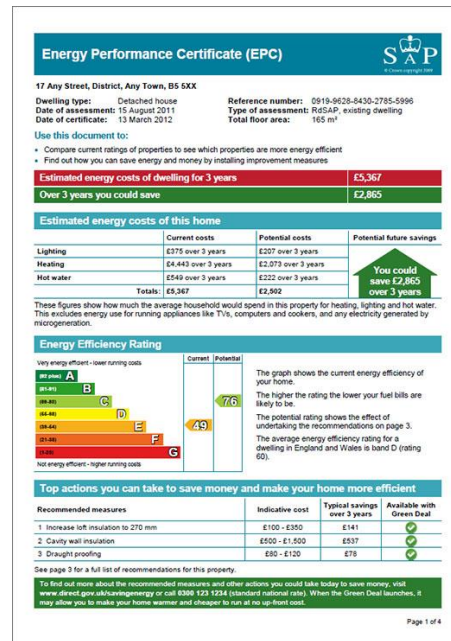 Energy Performance Certificate (EPC)
SAP
© Crown copyright 2009
17 Any Street, District, Any Town, B5 5XX
Dwelling type: Detached house
Reference number: 0919-9628-8430-2785-5996
Date of assessment: 15 August 2011
Type of assessment: RdSAP, existing dwelling
Date of certificate: 13 March 2012
Total floor area: 165 m²
Use this document to:
• Compare current ratings of properties to see which properties are more energy efficient
• Find out how you can save energy and money by installing improvement measures
Estimated energy costs of dwelling for 3 years £5,367
Over 3 years you could save £2,865
Estimated energy costs of this home
Current costs Potential costs Potential future savings
Lighting £375 over 3 years £207 over 3 years
Heating £4,443 over 3 years £2,073 over 3 years
Hot water £549 over 3 years £222 over 3 years
Totals: £5,367 £2,502
You could
save £2,865
over 3 years
These figures show how much the average household would spend in this property for heating, lighting and hot water.
This excludes energy use for running appliances like TVs, computers and cookers, and any electricity generated by
microgeneration.
Energy Efficiency Rating
Current Potential
Very energy efficient - lower running costs
(92 plus) A
(81-91) B
(69-80) C
76
(55-68) D
(39-54) E
49
(21-38) F
(1-20) G
Not energy efficient - higher running costs
The graph shows the current energy efficiency of
your home.
The higher the rating the lower your fuel bills are
likely to be.
The potential rating shows the effect of
undertaking the recommendations on page 3.
The average energy efficiency rating for a
dwelling in England and Wales is band D (rating
60).
Top actions you can take to save money and make your home more efficient
Recommended measures Indicative cost Typical savings over 3 years Available with Green Deal
1 Increase loft insulation to 270 mm £100 - £350 £141
2 Cavity wall insulation £500 - £1,500 £537
3 Draught proofing £80 - £120 £78
See page 3 for a full list of recommendations for this property.
To find out more about the recommended measures and other actions you could take today to save money, visit
www.direct.gov.uk/savingenergy or call 0300 123 1234 (standard national rate). When the Green Deal launches, it
may allow you to make your home warmer and cheaper to run at no up-front cost.
Page 1 of 4